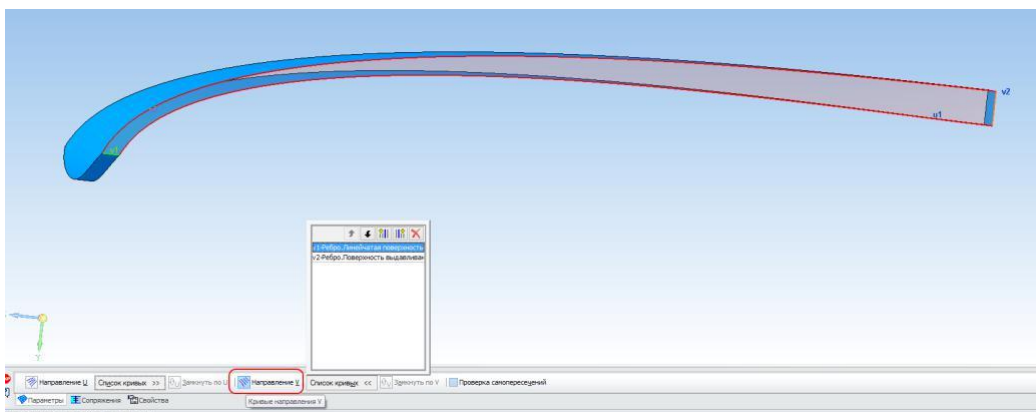 v2
u1
v1
v1-Ребро.Линейчатая поверхность
v2-Ребро.Поверхность выдавливан
Y
Направление U Список кривых >> Замкнуть по U Направление V Список кривых << Замкнуть по V Проверка самопересечений
Параметры Сопряжения Свойства
Кривые направления V